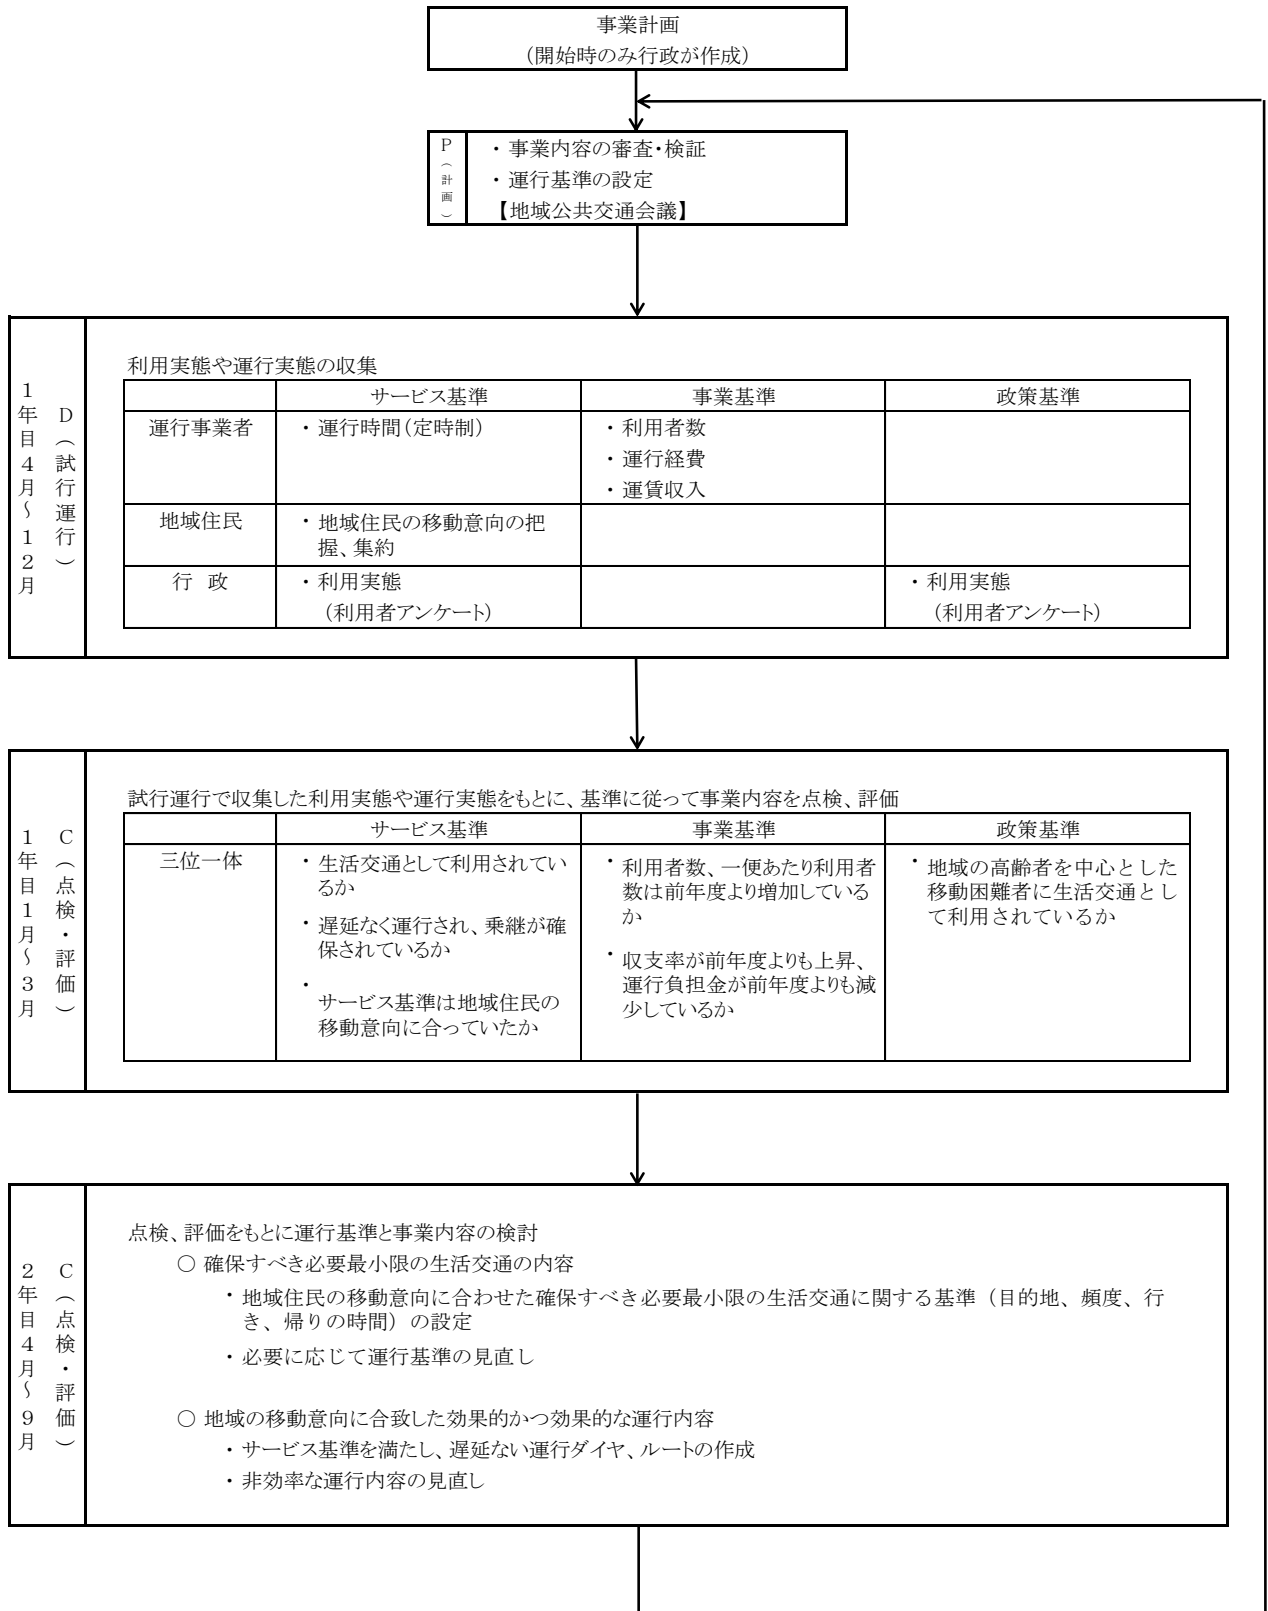 事業計画
(開始時のみ行政が作成)
P(計画)
・事業内容の審査・検証
・運行基準の設定
【地域公共交通会議】
1年目4月~12月
D(試行運行)
利用実態や運行実態の収集
サービス基準 事業基準 政策基準
運行事業者 ・運行時間(定時制) ・利用者数
・運行経費
・運賃収入
地域住民 ・地域住民の移動意向の把
握、集約
行 政 ・利用実態 ・利用実態
(利用者アンケート) (利用者アンケート)
1年目1月~3月
C(点検・評価)
試行運行で収集した利用実態や運行実態をもとに、基準に従って事業内容を点検、評価
サービス基準 事業基準 政策基準
三位一体
・生活交通として利用されてい
るか
・遅延なく運行され、乗継が確
保されているか
・
サービス基準は地域住民の
移動意向に合っていたか
・利用者数、一便あたり利用者
数は前年度より増加している
か
・収支率が前年度よりも上昇、
運行負担金が前年度よりも減
少しているか
・地域の高齢者を中心とした
移動困難者に生活交通とし
て利用されているか
2年目4月~9月
C(点検・評価)
点検、評価をもとに運行基準と事業内容の検討
○ 確保すべき必要最小限の生活交通の内容
・地域住民の移動意向に合わせた確保すべき必要最小限の生活交通に関する基準(目的地、頻度、行
き、帰りの時間)の設定
・必要に応じて運行基準の見直し
○ 地域の移動意向に合致した効果的かつ効果的な運行内容
・サービス基準を満たし、遅延ない運行ダイヤ、ルートの作成
・非効率な運行内容の見直し